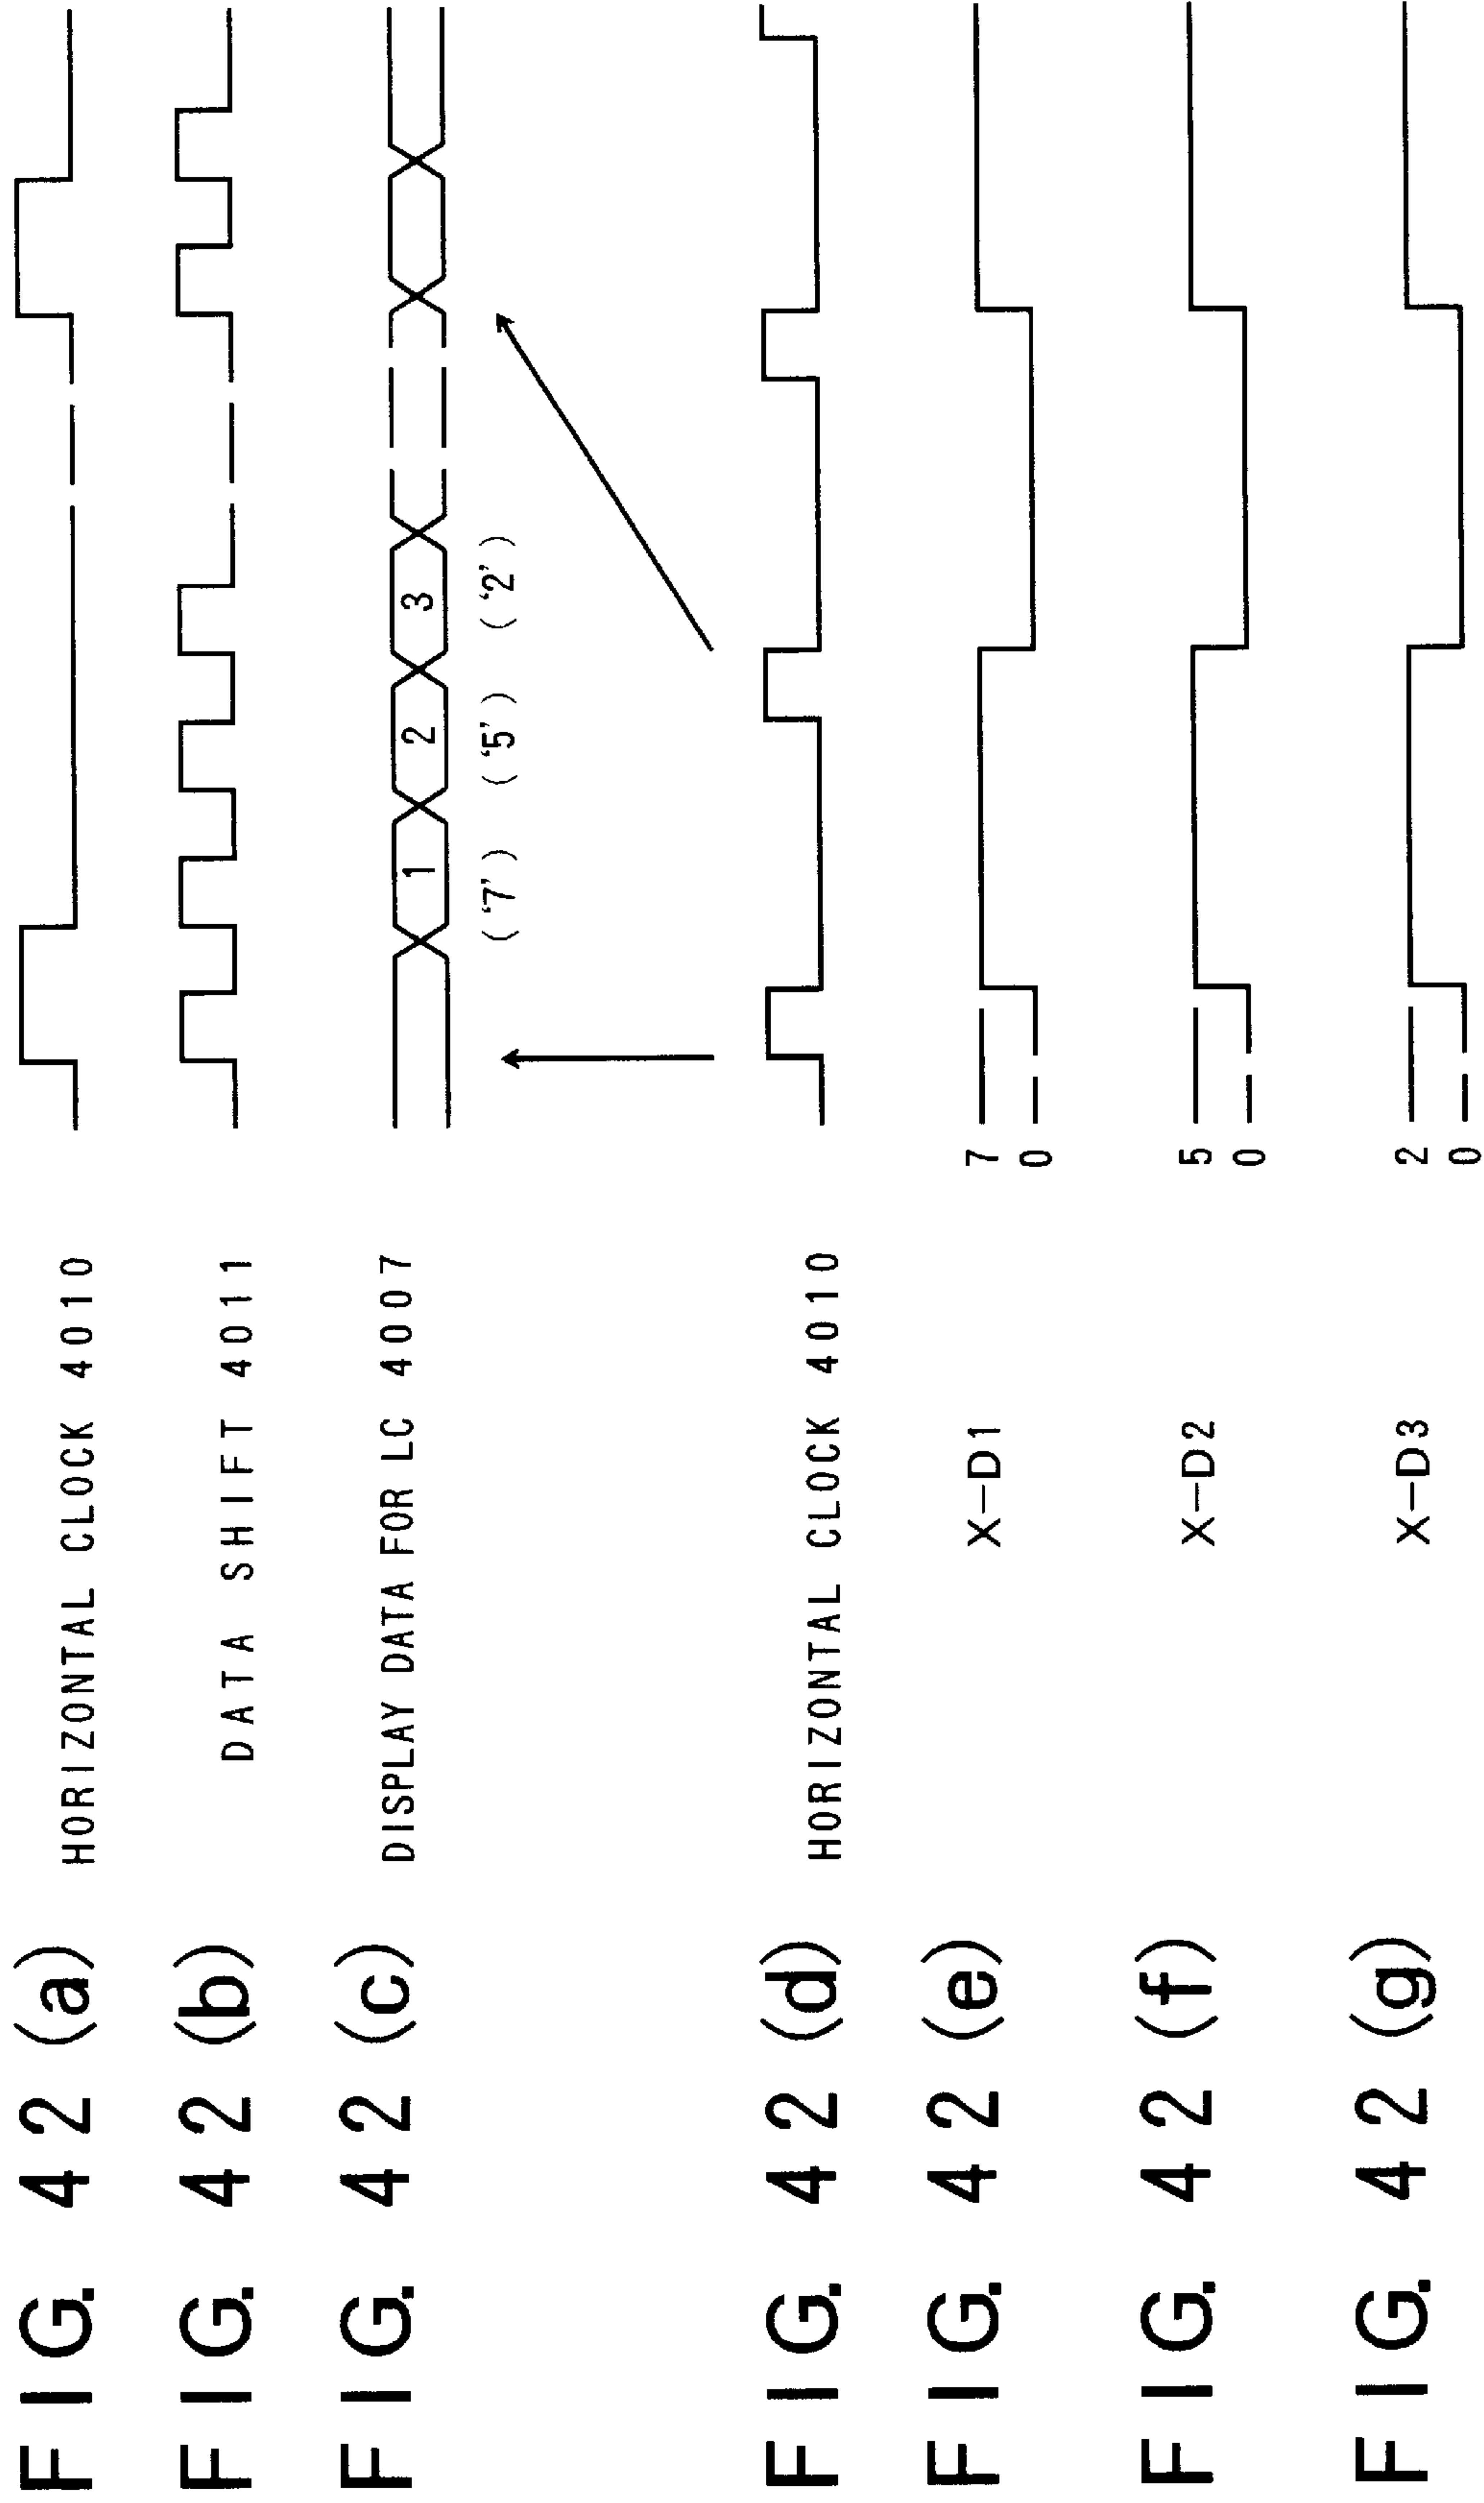 FIG. 42(a) HORIZONTAL CLOCK 4010
FIG. 42(b) DATA SHIFT 4011
FIG. 42(c) DISPLAY DATA FOR LC 4007 1 2 3
('7') ('5') ('2')
FIG. 42(d) HORIZONTAL CLOCK 4010
FIG. 42(e) X-D1 7
0
FIG. 42(f) X-D2 5
0
FIG. 42(g) X-D3 2
0